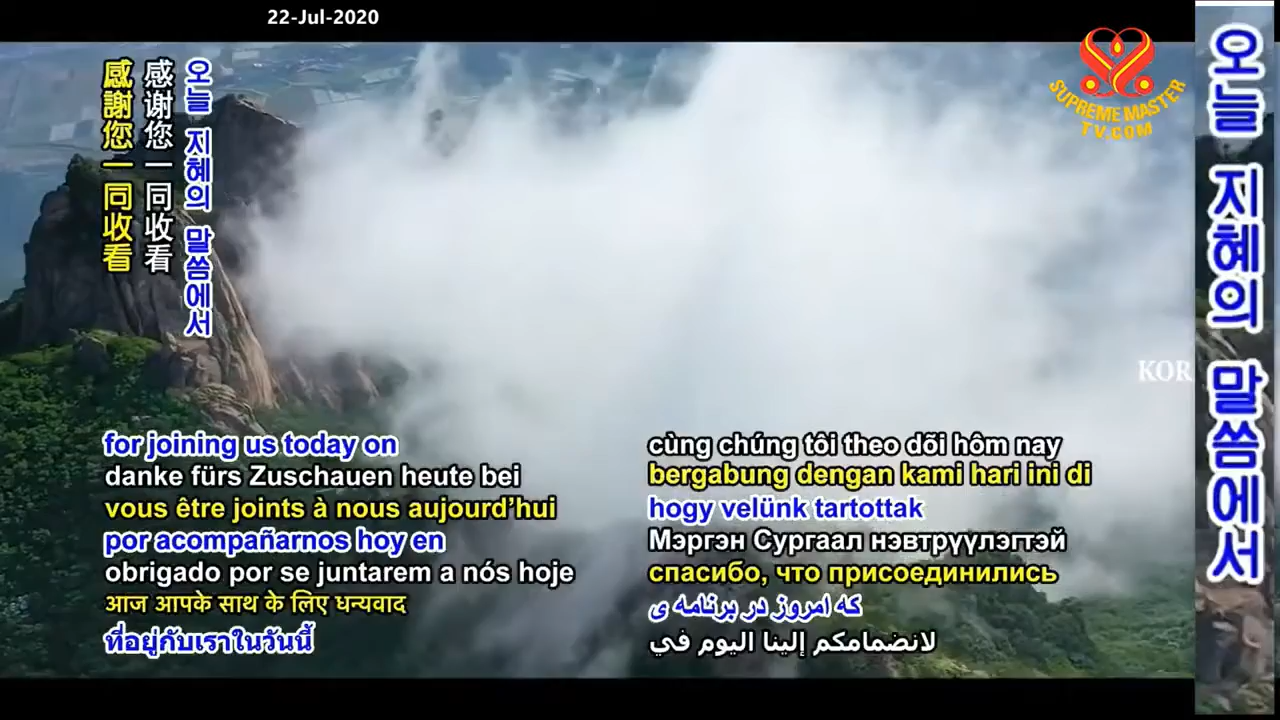 22-Jul-2020
SUPREME MASTER
TV.COM
感謝您一同收看
感谢您一同收看
오늘 지혜의 말씀에서
for joining us today on
danke fürs Zuschauen heute bei
vous être joints à nous aujourd’hui
por acompañarnos hoy en
obrigado por se juntarem a nós hoje
आज आपके साथ के लिए धन्यवाद
ที่อยู่กับเราในวันนี้
cùng chúng tôi theo dõi hôm nay
bergabung dengan kami hari ini di
hogy velünk tartottak
Мэргэн Сургаал нэвтрүүлэгтэй
спасибо, что присоединились
که امروز در برنامه ی
لانضمامكم إلينا اليوم في
KOR
오늘 지혜의 말씀에서